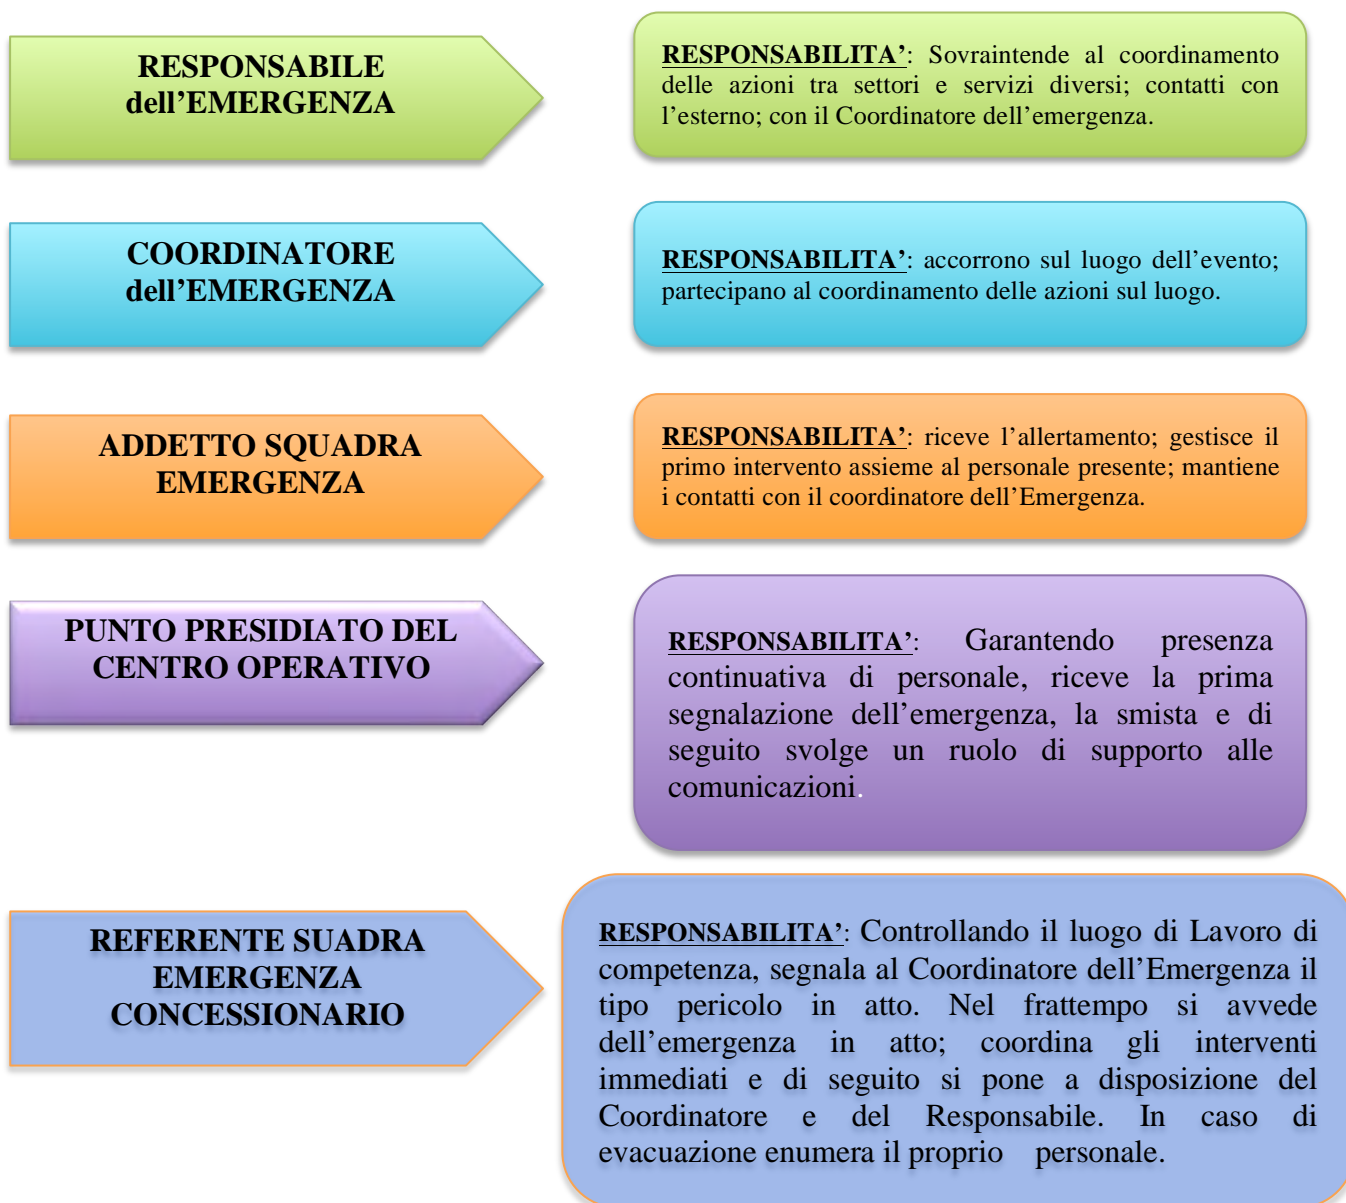 RESPONSABILE
dell’EMERGENZA
RESPONSABILITA’: Sovraintende al coordinamento
delle azioni tra settori e servizi diversi; contatti con
l’esterno; con il Coordinatore dell’emergenza.
COORDINATORE
dell’EMERGENZA
RESPONSABILITA’: accorrono sul luogo dell’evento;
partecipano al coordinamento delle azioni sul luogo.
ADDETTO SQUADRA
EMERGENZA
RESPONSABILITA’: riceve l’allertamento; gestisce il
primo intervento assieme al personale presente; mantiene
i contatti con il coordinatore dell’Emergenza.
PUNTO PRESIDIATO DEL
CENTRO OPERATIVO
RESPONSABILITA’: Garantendo presenza
continuativa di personale, riceve la prima
segnalazione dell’emergenza, la smista e di
seguito svolge un ruolo di supporto alle
comunicazioni.
REFERENTE SUADRA
EMERGENZA
CONCESSIONARIO
RESPONSABILITA’: Controllando il luogo di Lavoro di
competenza, segnala al Coordinatore dell’Emergenza il
tipo pericolo in atto. Nel frattempo si avvede
dell’emergenza in atto; coordina gli interventi
immediati e di seguito si pone a disposizione del
Coordinatore e del Responsabile. In caso di
evacuazione enumera il proprio personale.